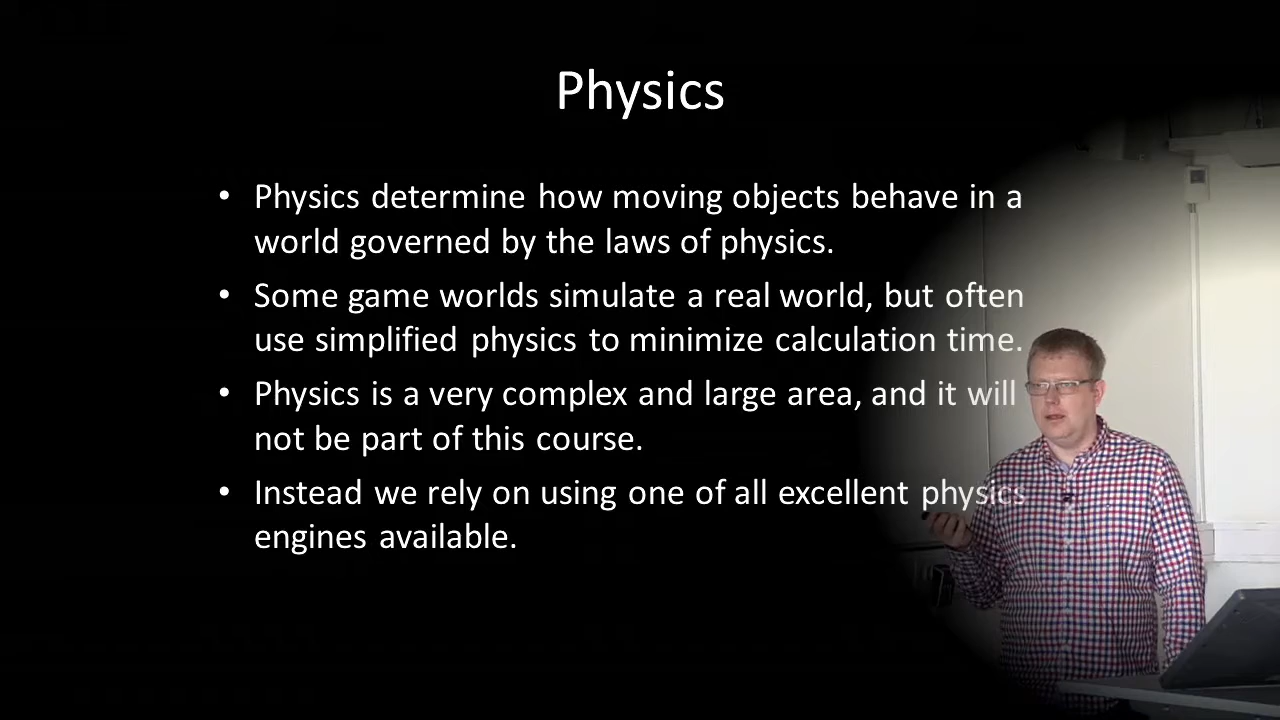 Physics
• Physics determine how moving objects behave in a
world governed by the laws of physics.
• Some game worlds simulate a real world, but often
use simplified physics to minimize calculation time.
• Physics is a very complex and large area, and it will
not be part of this course.
• Instead we rely on using one of all excellent physics
engines available.